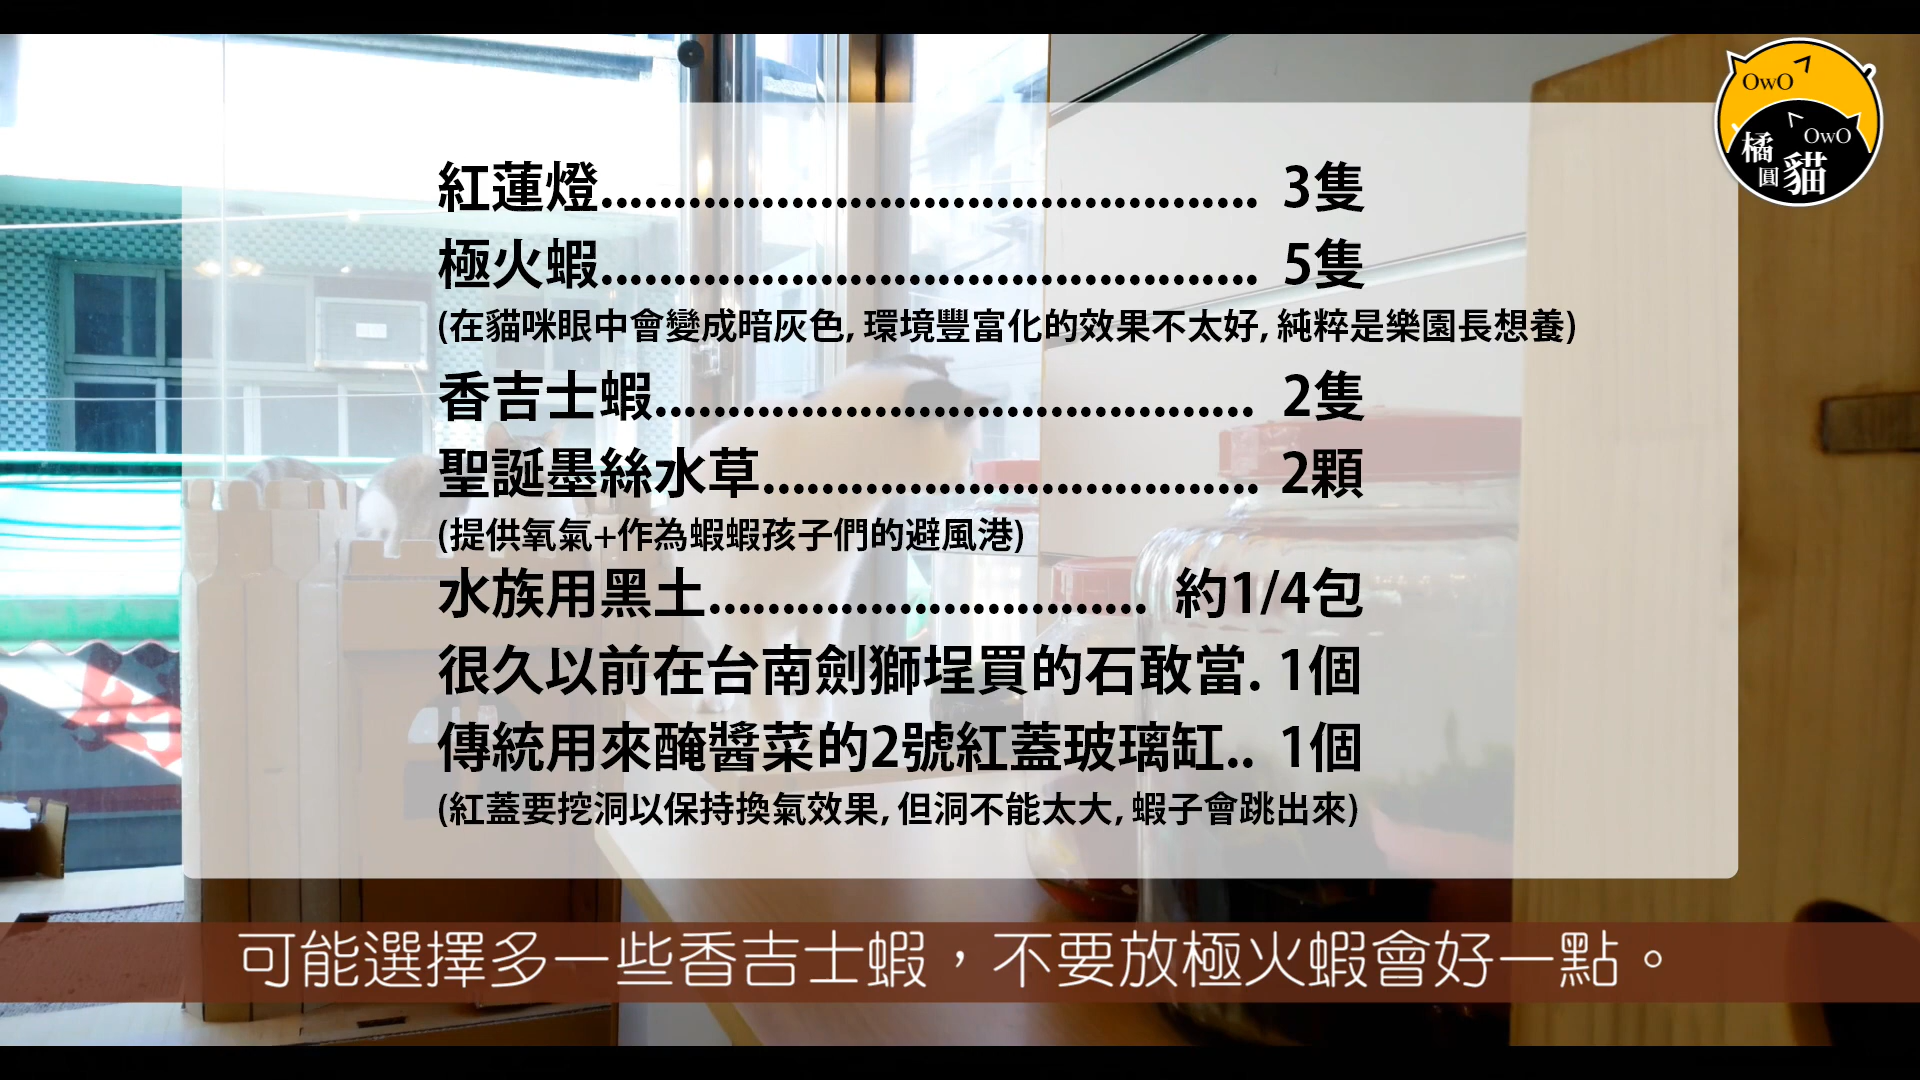 OwO
OwO
橘
圓
貓
紅蓮燈............................................. 3隻
極火蝦............................................. 5隻
(在貓咪眼中會變成暗灰色, 環境豐富化的效果不太好, 純粹是樂園長想養)
香吉士蝦......................................... 2隻
聖誕墨絲水草.................................. 2顆
(提供氧氣+作為蝦蝦孩子們的避風港)
水族用黑土.............................. 約1/4包
很久以前在台南劍獅埕買的石敢當. 1個
傳統用來醃醬菜的2號紅蓋玻璃缸.. 1個
(紅蓋要挖洞以保持換氣效果, 但洞不能太大, 蝦子會跳出來)
可能選擇多一些香吉士蝦，不要放極火蝦會好一點。